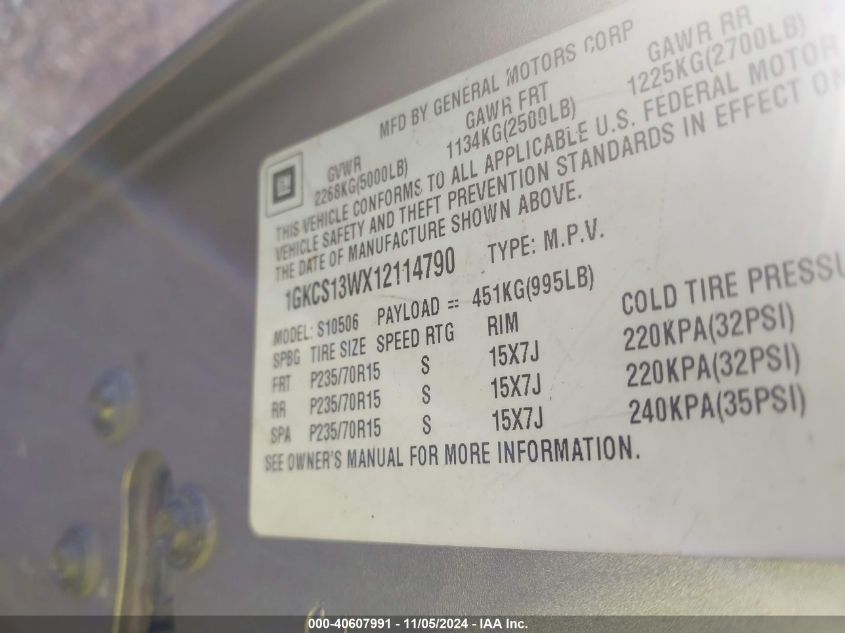 MFD BY GENERAL MOTORS CORP
GVWR GAWR FRT GAWR RR
2268KG(5000LB) 1134KG(2500LB) 1225KG(2700LB)
THIS VEHICLE CONFORMS TO ALL APPLICABLE U.S. FEDERAL MOTOR
VEHICLE SAFETY AND THEFT PREVENTION STANDARDS IN EFFECT ON
THE DATE OF MANUFACTURE SHOWN ABOVE.
1GKCS13WX12114790 TYPE: M.P.V.
MODEL: S10506 PAYLOAD == 451KG(995LB)
SPBG TIRE SIZE SPEED RTG RIM COLD TIRE PRESSU
FRT P235/70R15 S 15X7J 220KPA(32PSI)
RR P235/70R15 S 15X7J 220KPA(32PSI)
SPA P235/70R15 S 15X7J 240KPA(35PSI)
SEE OWNER'S MANUAL FOR MORE INFORMATION.
000-40607991 - 11/05/2024 - IAA Inc.